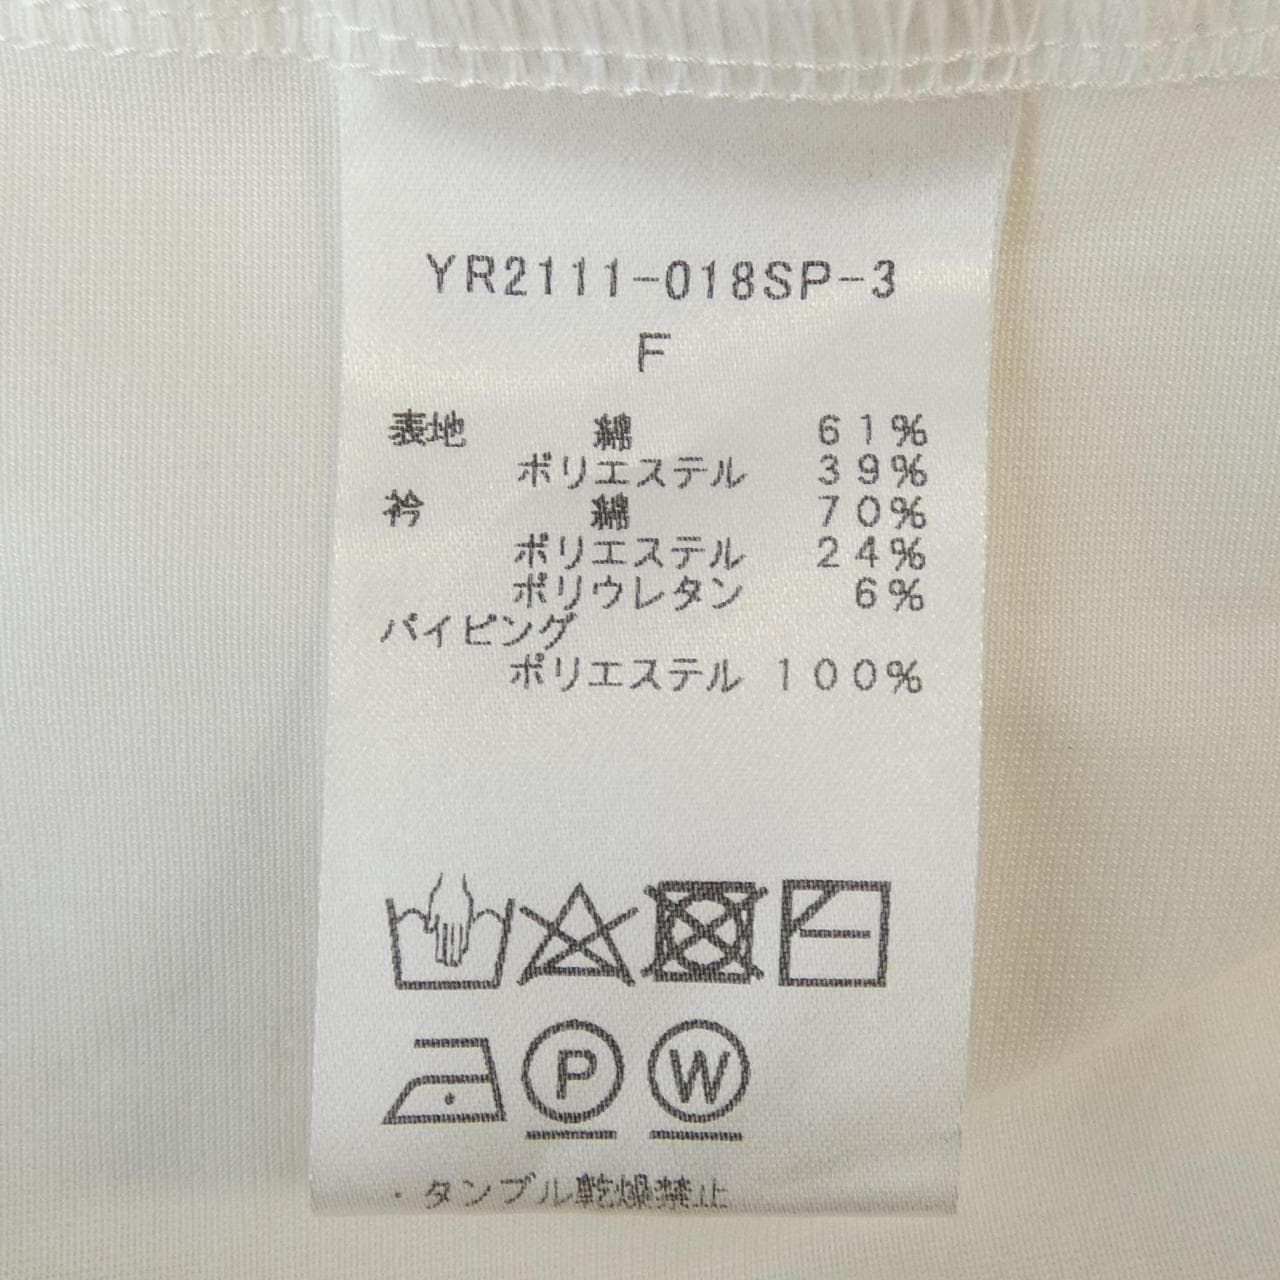 YR2111-018SP-3
F
表地 綿 61%
ポリエステル 39%
衿 綿 70%
ポリエステル 24%
ポリウレタン 6%
パイピング
ポリエステル 100%
P W
・タンブル乾燥禁止